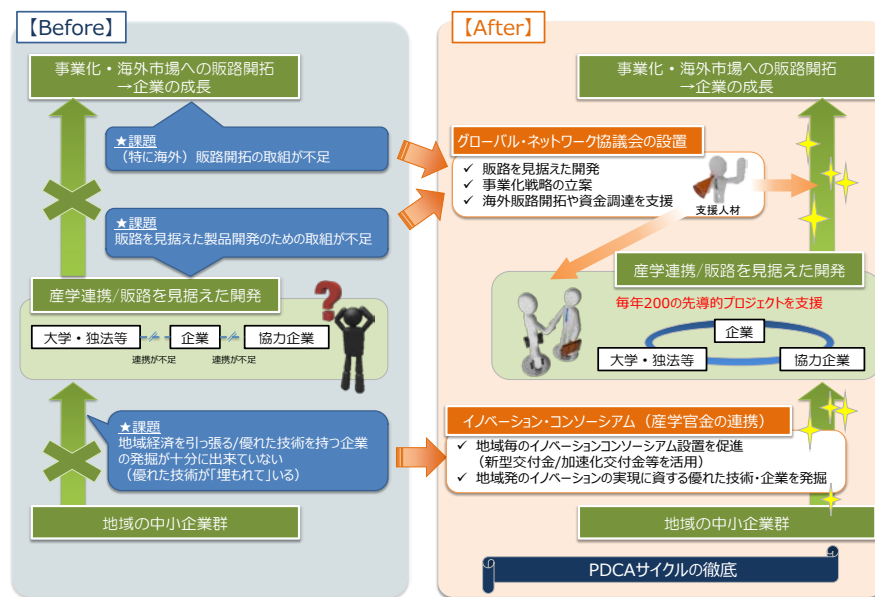 【Before】
事業化・海外市場への販路開拓
→企業の成長
★課題
（特に海外）販路開拓の取組が不足
★課題
販路を見据えた製品開発のための取組が不足
産学連携/販路を見据えた開発
?
大学・独法等
企業
協力企業
連携が不足
連携が不足
★課題
地域経済を引っ張る/優れた技術を持つ企業
の発掘が十分に出来ていない
（優れた技術が「埋もれて」いる）
地域の中小企業群
【After】
事業化・海外市場への販路開拓
→企業の成長
グローバル・ネットワーク協議会の設置
✓ 販路を見据えた開発
✓ 事業化戦略の立案
✓ 海外販路開拓や資金調達を支援
支援人材
産学連携/販路を見据えた開発
毎年200の先導的プロジェクトを支援
企業
大学・独法等
協力企業
イノベーション・コンソーシアム（産学官金の連携）
✓ 地域毎のイノベーションコンソーシアム設置を促進
（新型交付金/加速化交付金等を活用）
✓ 地域発のイノベーションの実現に資する優れた技術・企業を発掘
地域の中小企業群
PDCAサイクルの徹底